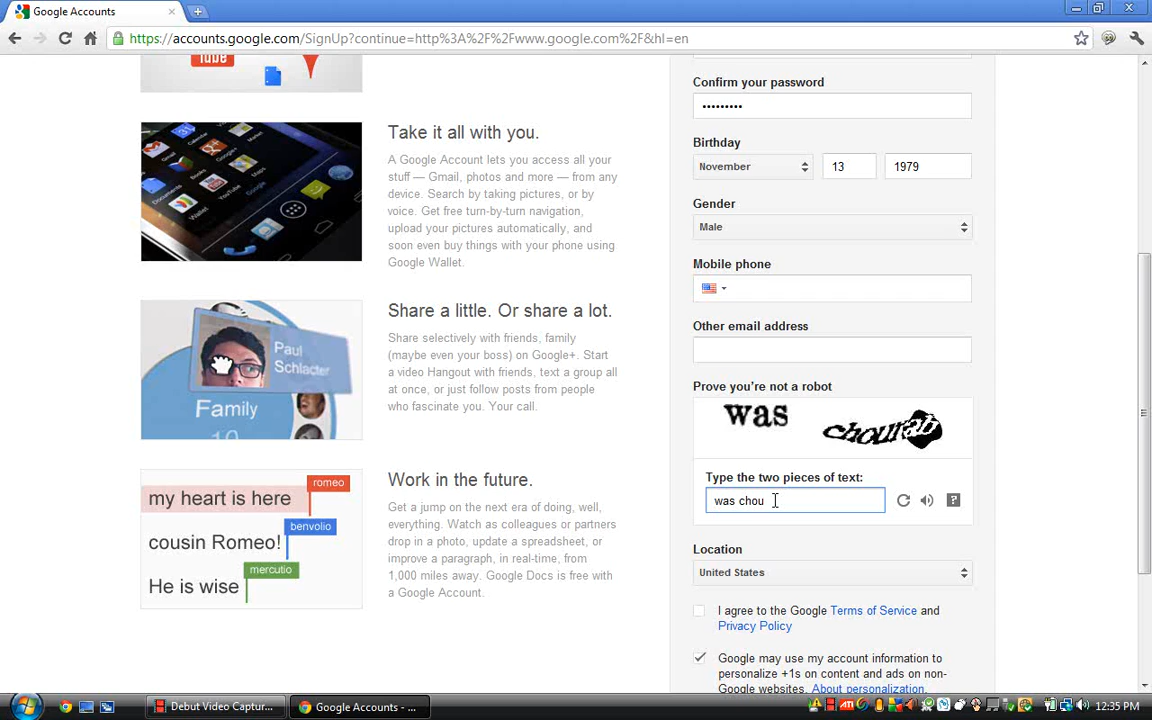 Google Accounts
https://accounts.google.com/SignUp?continue=http%3A%2F%2Fwww.google.com%2F&hl=en
Tube
Confirm your password
•••••••••
Birthday
November
13
1979
Gender
Male
Mobile phone
Other email address
Prove you're not a robot
was
chourab
Type the two pieces of text:
was chou
Location
United States
I agree to the Google Terms of Service and
Privacy Policy
Google may use my account information to
personalize +1s on content and ads on non-
Google websites. About personalization.
Take it all with you.
A Google Account lets you access all your
stuff — Gmail, photos and more — from any
device. Search by taking pictures, or by
voice. Get free turn-by-turn navigation,
upload your pictures automatically, and
soon even buy things with your phone using
Google Wallet.
Calendar
Gmail
Google+
Books
YouTube
Documents
Wallet
Share a little. Or share a lot.
Share selectively with friends, family
(maybe even your boss) on Google+. Start
a video Hangout with friends, text a group all
at once, or just follow posts from people
who fascinate you. Your call.
Paul
Schlacter
Family
10
Work in the future.
Get a jump on the next era of doing, well,
everything. Watch as colleagues or partners
drop in a photo, update a spreadsheet, or
improve a paragraph, in real-time, from
1,000 miles away. Google Docs is free with
a Google Account.
romeo
my heart is here
benvolio
cousin Romeo!
mercutio
He is wise
Debut Video Captur...
Google Accounts - ...
12:35 PM